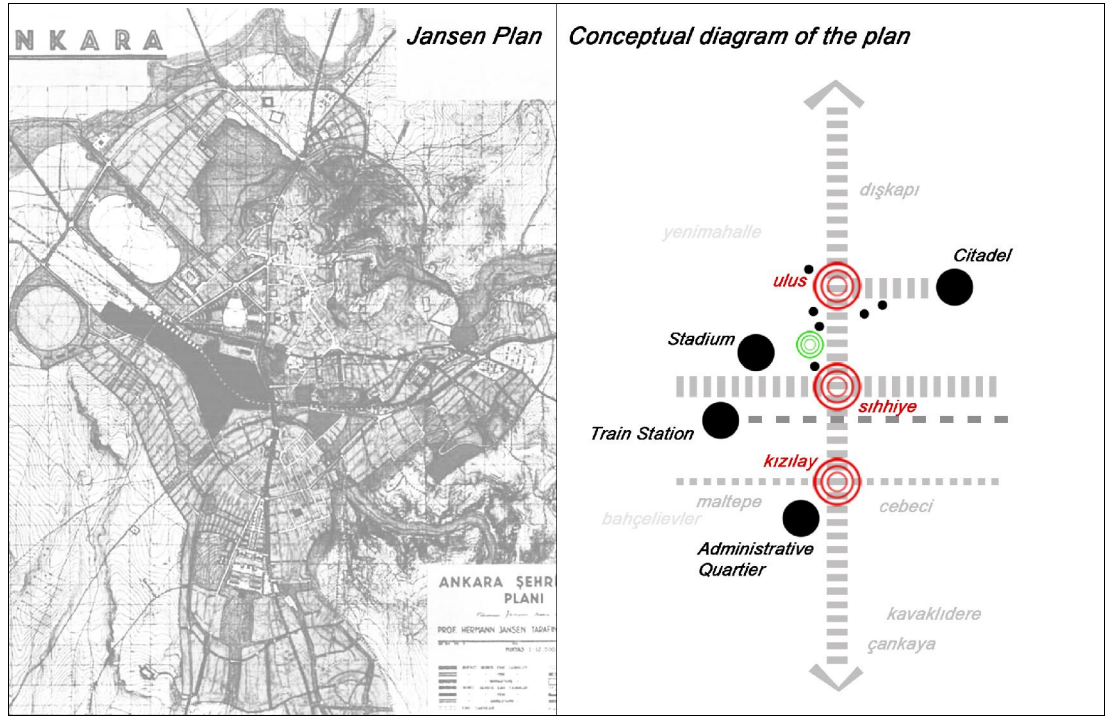 NKARA
Jansen Plan
ANKARA ŞEHRİ
PLANI
PROF. HERMANN JANSEN TARAFIN
Conceptual diagram of the plan
dışkapı
yenimahalle
Citadel
ulus
Stadium
sıhhiye
Train Station
kızılay
maltepe
cebeci
bahçelievler
Administrative
Quartier
kavaklıdere
çankaya